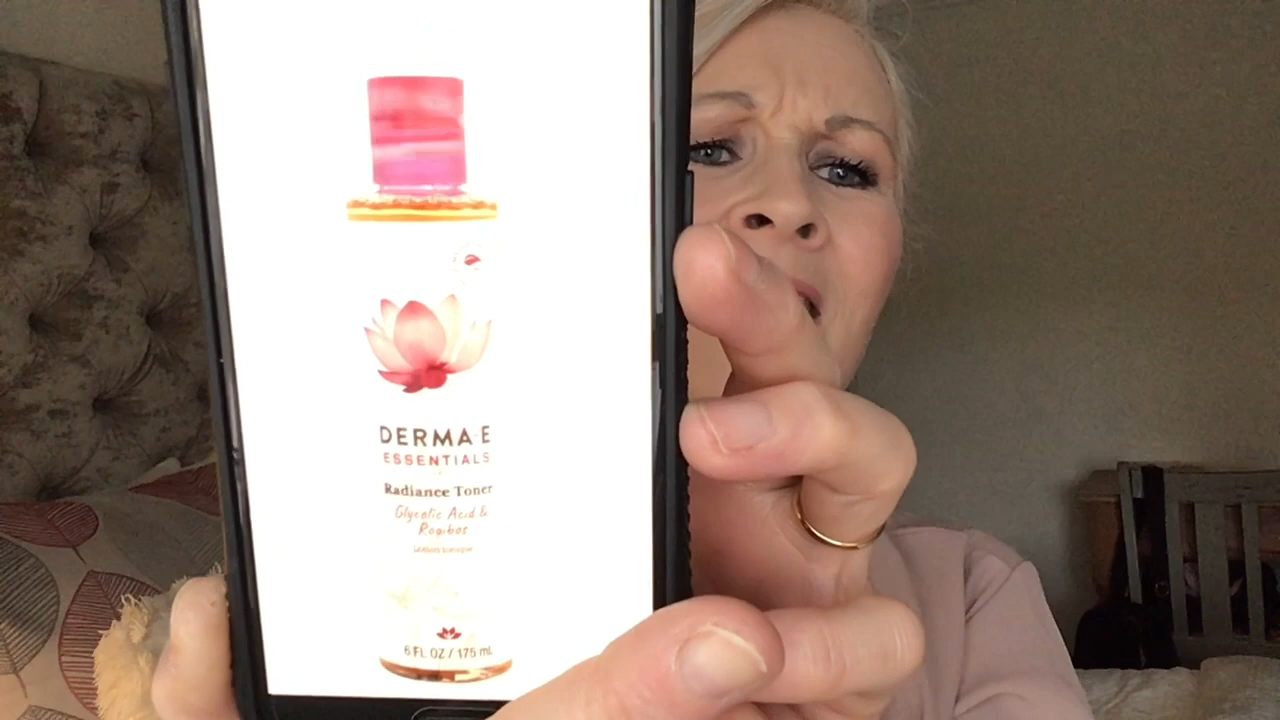 DERMA·E
ESSENTIALS
Radiance Toner
Glycolic Acid &
Rooibos
6 FL OZ / 175 mL